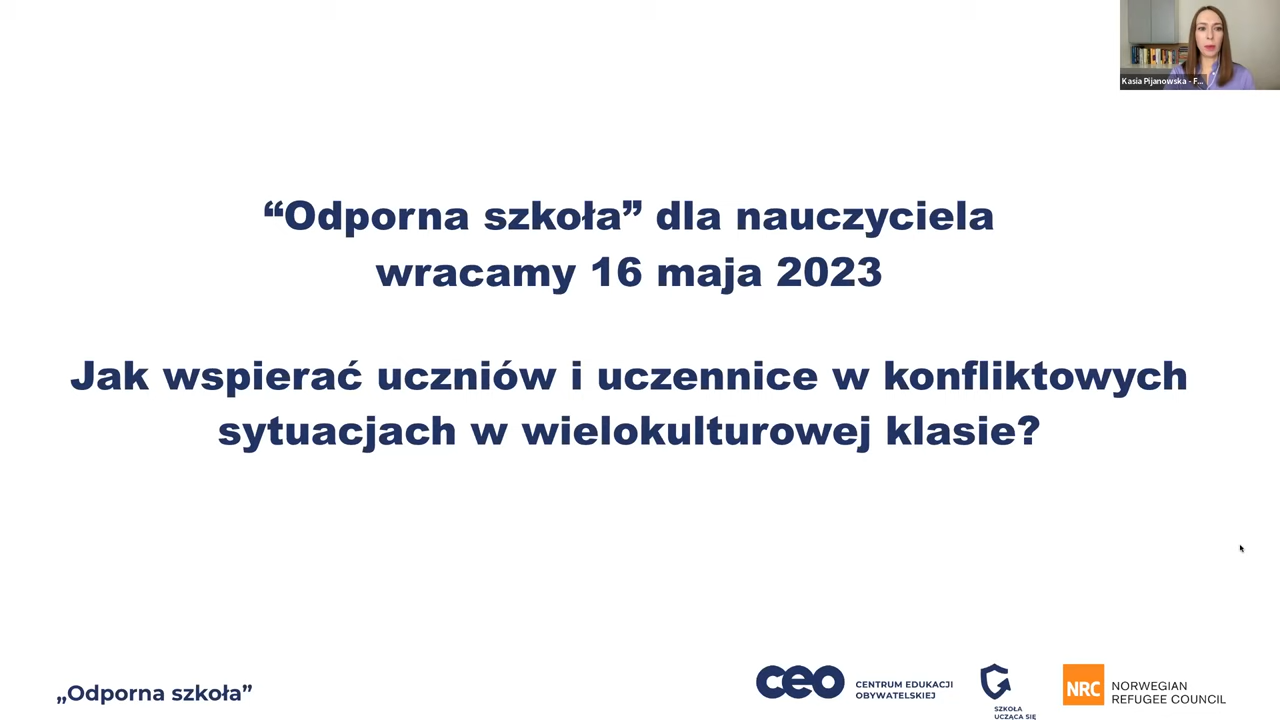 Kasia Pijanowska - F...
“Odporna szkoła” dla nauczyciela
wracamy 16 maja 2023
Jak wspierać uczniów i uczennice w konfliktowych
sytuacjach w wielokulturowej klasie?
„Odporna szkoła”
ceo
CENTRUM EDUKACJI
OBYWATELSKIEJ
SZKOŁA
UCZĄCA SIĘ
NRC
NORWEGIAN
REFUGEE COUNCIL